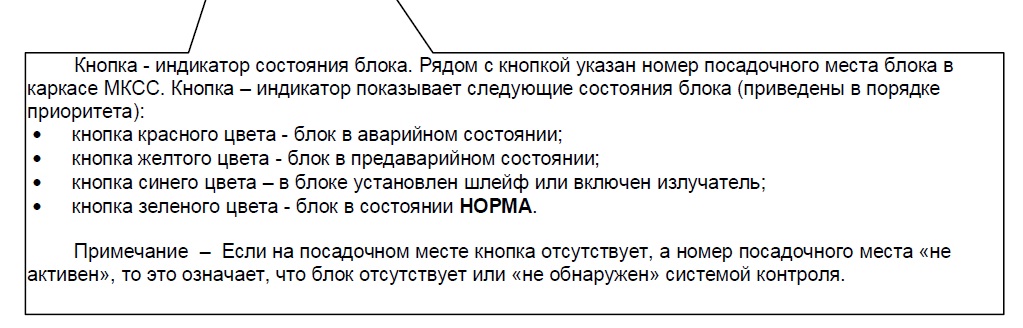 Кнопка - индикатор состояния блока. Рядом с кнопкой указан номер посадочного места блока в
каркасе МКСС. Кнопка – индикатор показывает следующие состояния блока (приведены в порядке
приоритета):
• кнопка красного цвета - блок в аварийном состоянии;
• кнопка желтого цвета - блок в предаварийном состоянии;
• кнопка синего цвета – в блоке установлен шлейф или включен излучатель;
• кнопка зеленого цвета - блок в состоянии НОРМА.
Примечание – Если на посадочном месте кнопка отсутствует, а номер посадочного места «не
активен», то это означает, что блок отсутствует или «не обнаружен» системой контроля.